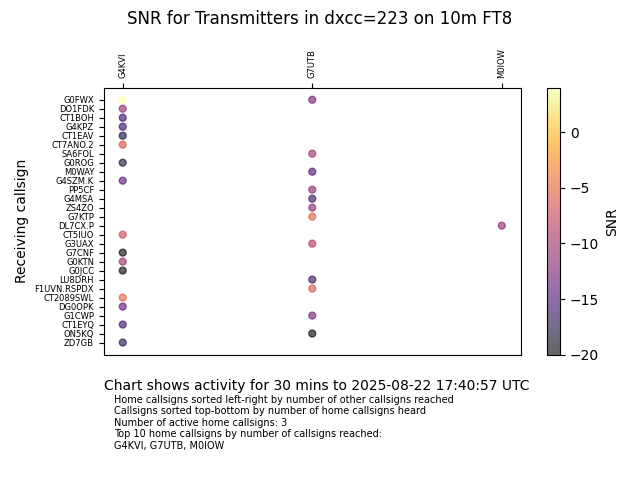 SNR for Transmitters in dxcc=223 on 10m FT8
G4KVI
G7UTB
M0IOW
G0FWX
DO1FDK
CT1BOH
G4KPZ
CT1EAV
CT7ANO.2
SA6FOL
G0ROG
M0WAY
G4SZM.K
PP5CF
G4MSA
ZS4ZO
G7KTP
DL7CX.P
CT5IUO
G3UAX
G7CNF
G0KTN
G0JCC
LU8DRH
F1UVN.RSPDX
CT2089SWL
DG0OPK
G1CWP
CT1EYQ
ON5KQ
ZD7GB
Receiving callsign
0
−5
−10
−15
−20
SNR
Chart shows activity for 30 mins to 2025-08-22 17:40:57 UTC
Home callsigns sorted left-right by number of other callsigns reached
Callsigns sorted top-bottom by number of home callsigns heard
Number of active home callsigns: 3
Top 10 home callsigns by number of callsigns reached:
G4KVI, G7UTB, M0IOW